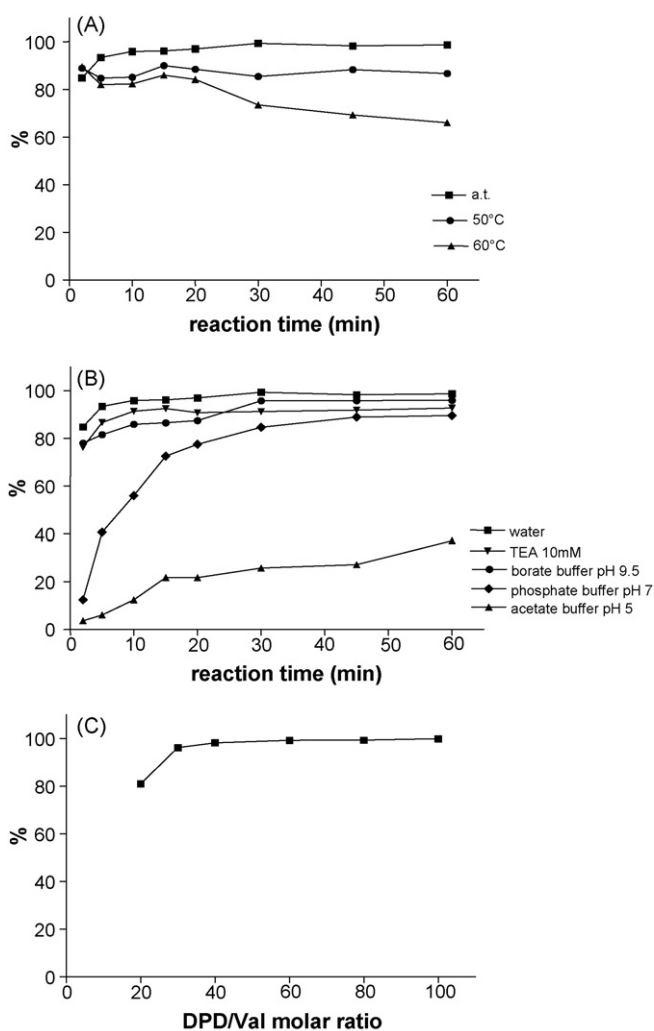 (A)
100
80
60
40
20
0
%
0 10 20 30 40 50 60
reaction time (min)
a.t.
50°C
60°C
(B)
100
80
60
40
20
0
%
0 10 20 30 40 50 60
reaction time (min)
water
TEA 10mM
borate buffer pH 9.5
phosphate buffer pH 7
acetate buffer pH 5
(C)
100
80
60
40
20
0
%
0 20 40 60 80 100
DPD/Val molar ratio